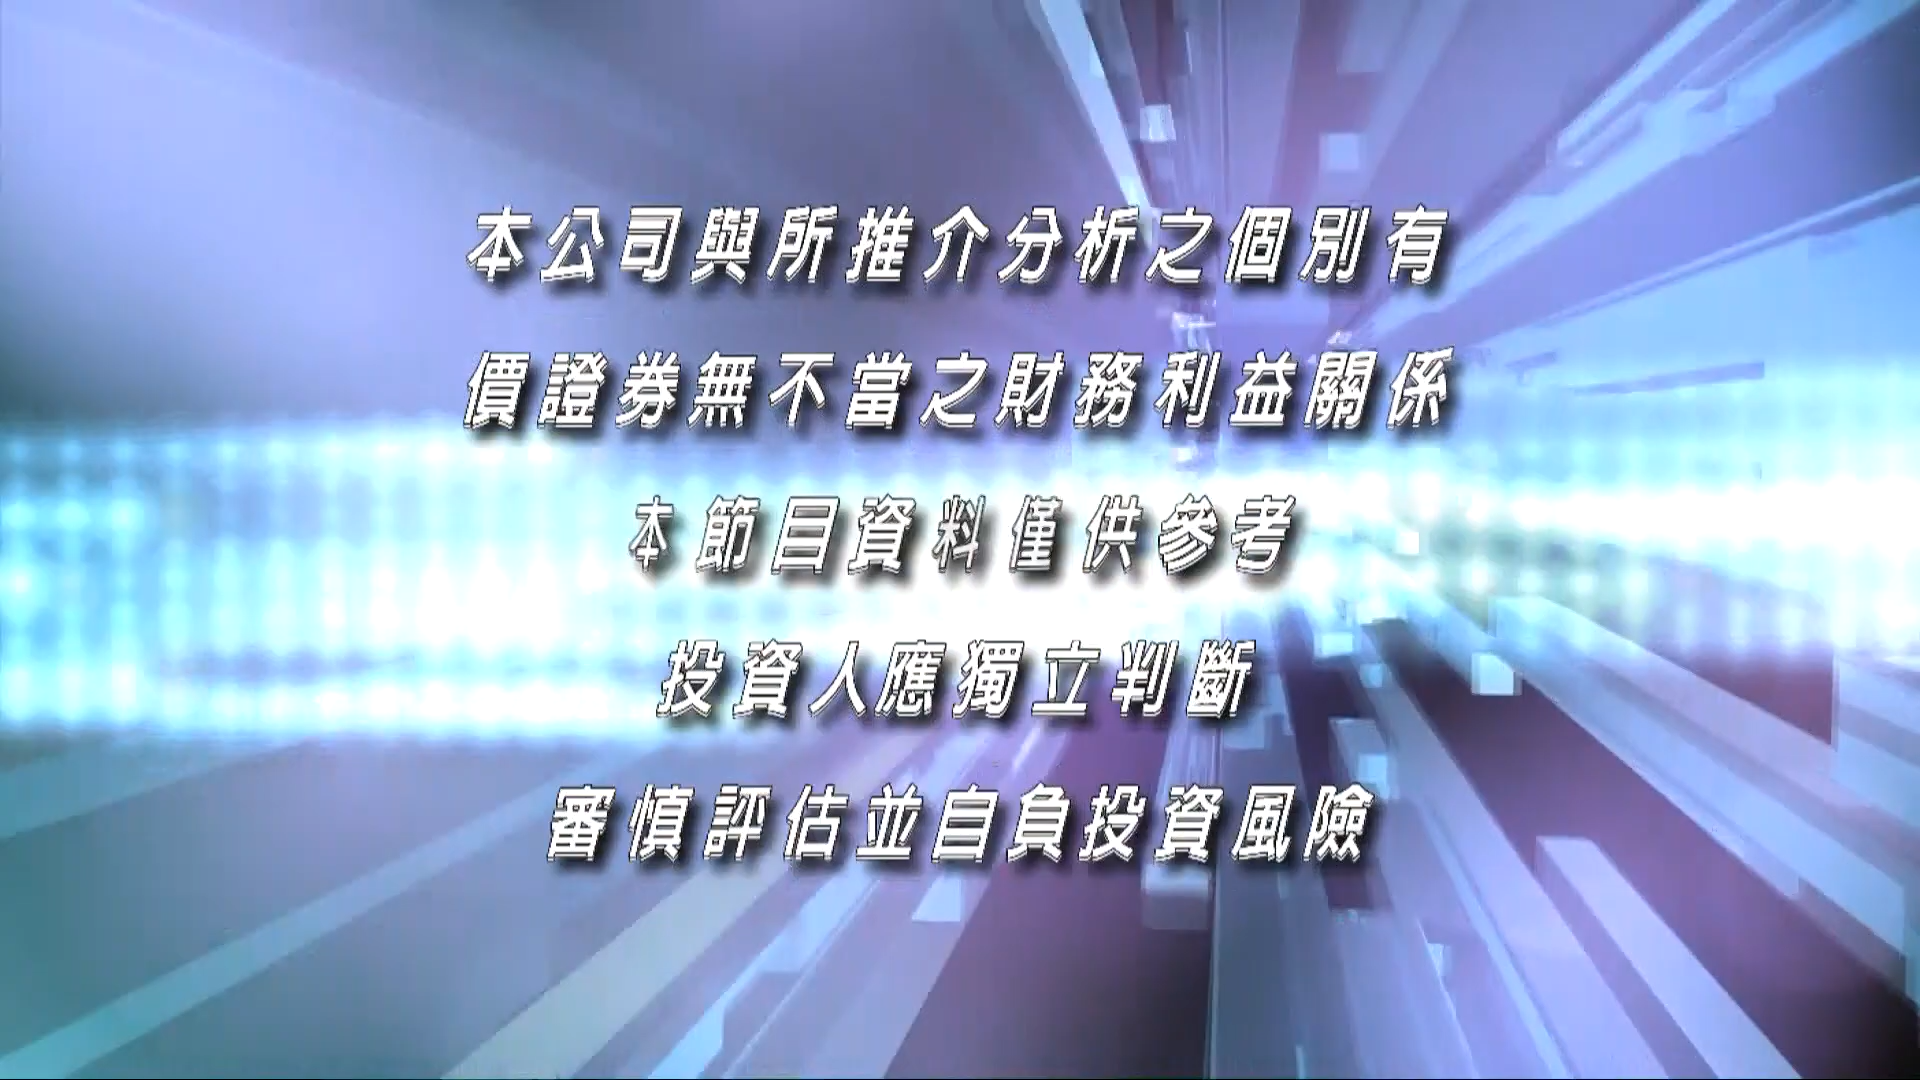 本公司與所推介分析之個別有
價證券無不當之財務利益關係
本節目資料僅供參考
投資人應獨立判斷
審慎評估並自負投資風險